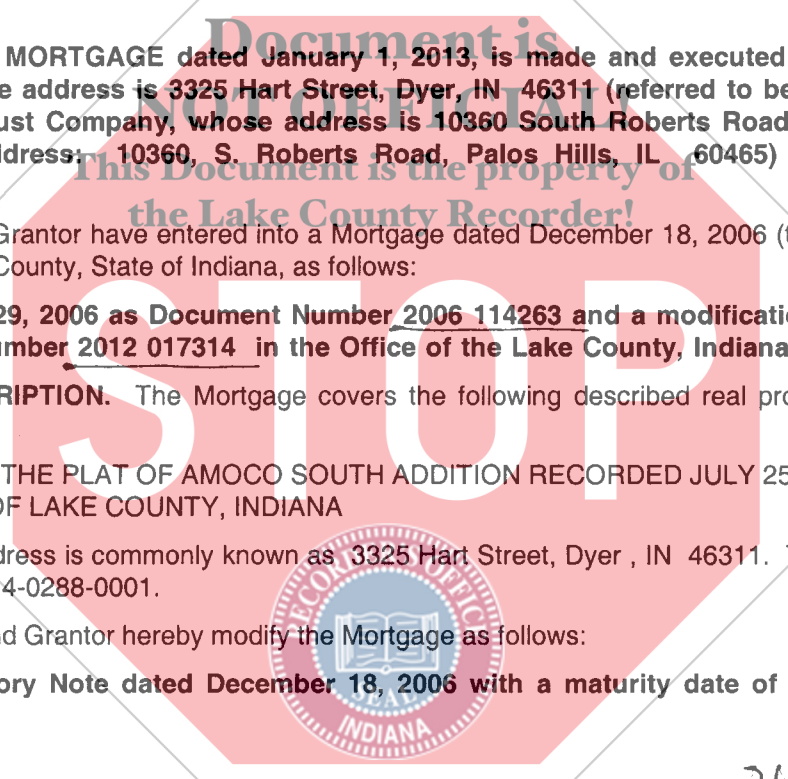 Document is
MORTGAGE dated January 1, 2013, is made and executed
e address is 3325 Hart Street, Dyer, IN 46311 (referred to be
NOT OFFICIAL!
ust Company, whose address is 10360 South Roberts Road
ddress: 10360, S. Roberts Road, Palos Hills, IL 60465)
This Document is the property of
the Lake County Recorder!
Grantor have entered into a Mortgage dated December 18, 2006 (t
County, State of Indiana, as follows:
29, 2006 as Document Number 2006 114263 and a modificati
umber 2012 017314 in the Office of the Lake County, Indiana
RIPTION. The Mortgage covers the following described real pro
STOP
THE PLAT OF AMOCO SOUTH ADDITION RECORDED JULY 25
OF LAKE COUNTY, INDIANA
dress is commonly known as 3325 Hart Street, Dyer , IN 46311.
4-0288-0001.
nd Grantor hereby modify the Mortgage as follows:
ory Note dated December 18, 2006 with a maturity date of
RECORDER'S OFFICE
SEAL
INDIANA